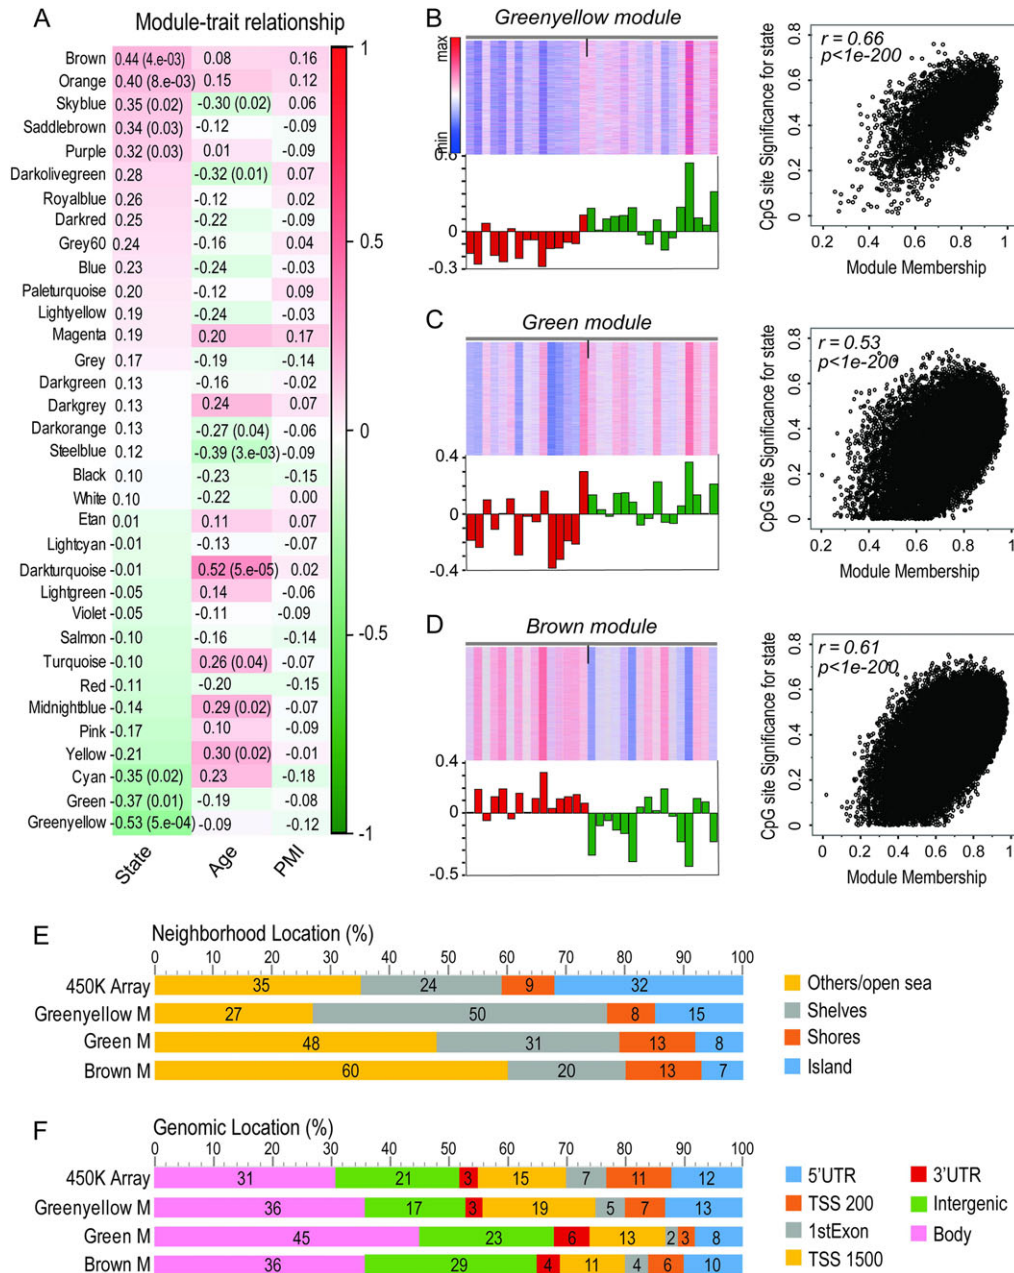 A
Module-trait relationship
Brown 0.44 (4.e-03) 0.08 0.16
Orange 0.40 (8.e-03) 0.15 0.12
Skyblue 0.35 (0.02) -0.30 (0.02) 0.06
Saddlebrown 0.34 (0.03) -0.12 -0.09
Purple 0.32 (0.03) 0.01 -0.09
Darkolivegreen 0.28 -0.32 (0.01) 0.07
Royalblue 0.26 -0.12 0.02
Darkred 0.25 -0.22 -0.09
Grey60 0.24 -0.16 0.04
Blue 0.23 -0.24 -0.03
Paleturquoise 0.20 -0.12 0.09
Lightyellow 0.19 -0.24 -0.03
Magenta 0.19 0.20 0.17
Grey 0.17 -0.19 -0.14
Darkgreen 0.13 -0.16 -0.02
Darkgrey 0.13 0.24 0.07
Darkorange 0.13 -0.27 (0.04) -0.06
Steelblue 0.12 -0.39 (3.e-03) -0.09
Black 0.10 -0.23 -0.15
White 0.10 -0.22 0.00
Etan 0.01 0.11 0.07
Lightcyan -0.01 -0.13 -0.07
Darkturquoise -0.01 0.52 (5.e-05) 0.02
Lightgreen -0.05 0.14 -0.06
Violet -0.05 -0.11 -0.09
Salmon -0.10 -0.16 -0.14
Turquoise -0.10 0.26 (0.04) -0.07
Red -0.11 -0.20 -0.15
Midnightblue -0.14 0.29 (0.02) -0.07
Pink -0.17 0.10 -0.09
Yellow -0.21 0.30 (0.02) -0.01
Cyan -0.35 (0.02) 0.23 -0.18
Green -0.37 (0.01) -0.19 -0.08
Greenyellow -0.53 (5.e-04) -0.09 -0.12
State Age PMI
1
0.5
0
-0.5
-1
B
Greenyellow module
max
min
0.6
0
-0.3
r = 0.66
p<1e-200
CpG site Significance for state
0.8
0.6
0.4
0.2
0
0.2 0.4 0.6 0.8 1
Module Membership
C
Green module
0.4
0
-0.4
r = 0.53
p<1e-200
CpG site Significance for state
0.8
0.6
0.4
0.2
0
0.2 0.4 0.6 0.8 1
Module Membership
D
Brown module
0.4
0
-0.5
r = 0.61
p<1e-200
CpG site Significance for state
0.8
0.6
0.4
0.2
0
0 0.2 0.4 0.6 0.8 1
Module Membership
E
Neighborhood Location (%)
0 10 20 30 40 50 60 70 80 90 100
450K Array 35 24 9 32
Greenyellow M 27 50 8 15
Green M 48 31 13 8
Brown M 60 20 13 7
Others/open sea
Shelves
Shores
Island
F
Genomic Location (%)
0 10 20 30 40 50 60 70 80 90 100
450K Array 31 21 3 15 7 11 12
Greenyellow M 36 17 3 19 5 7 13
Green M 45 23 6 13 2 3 8
Brown M 36 29 4 11 4 6 10
5'UTR 3'UTR
TSS 200 Intergenic
1stExon Body
TSS 1500